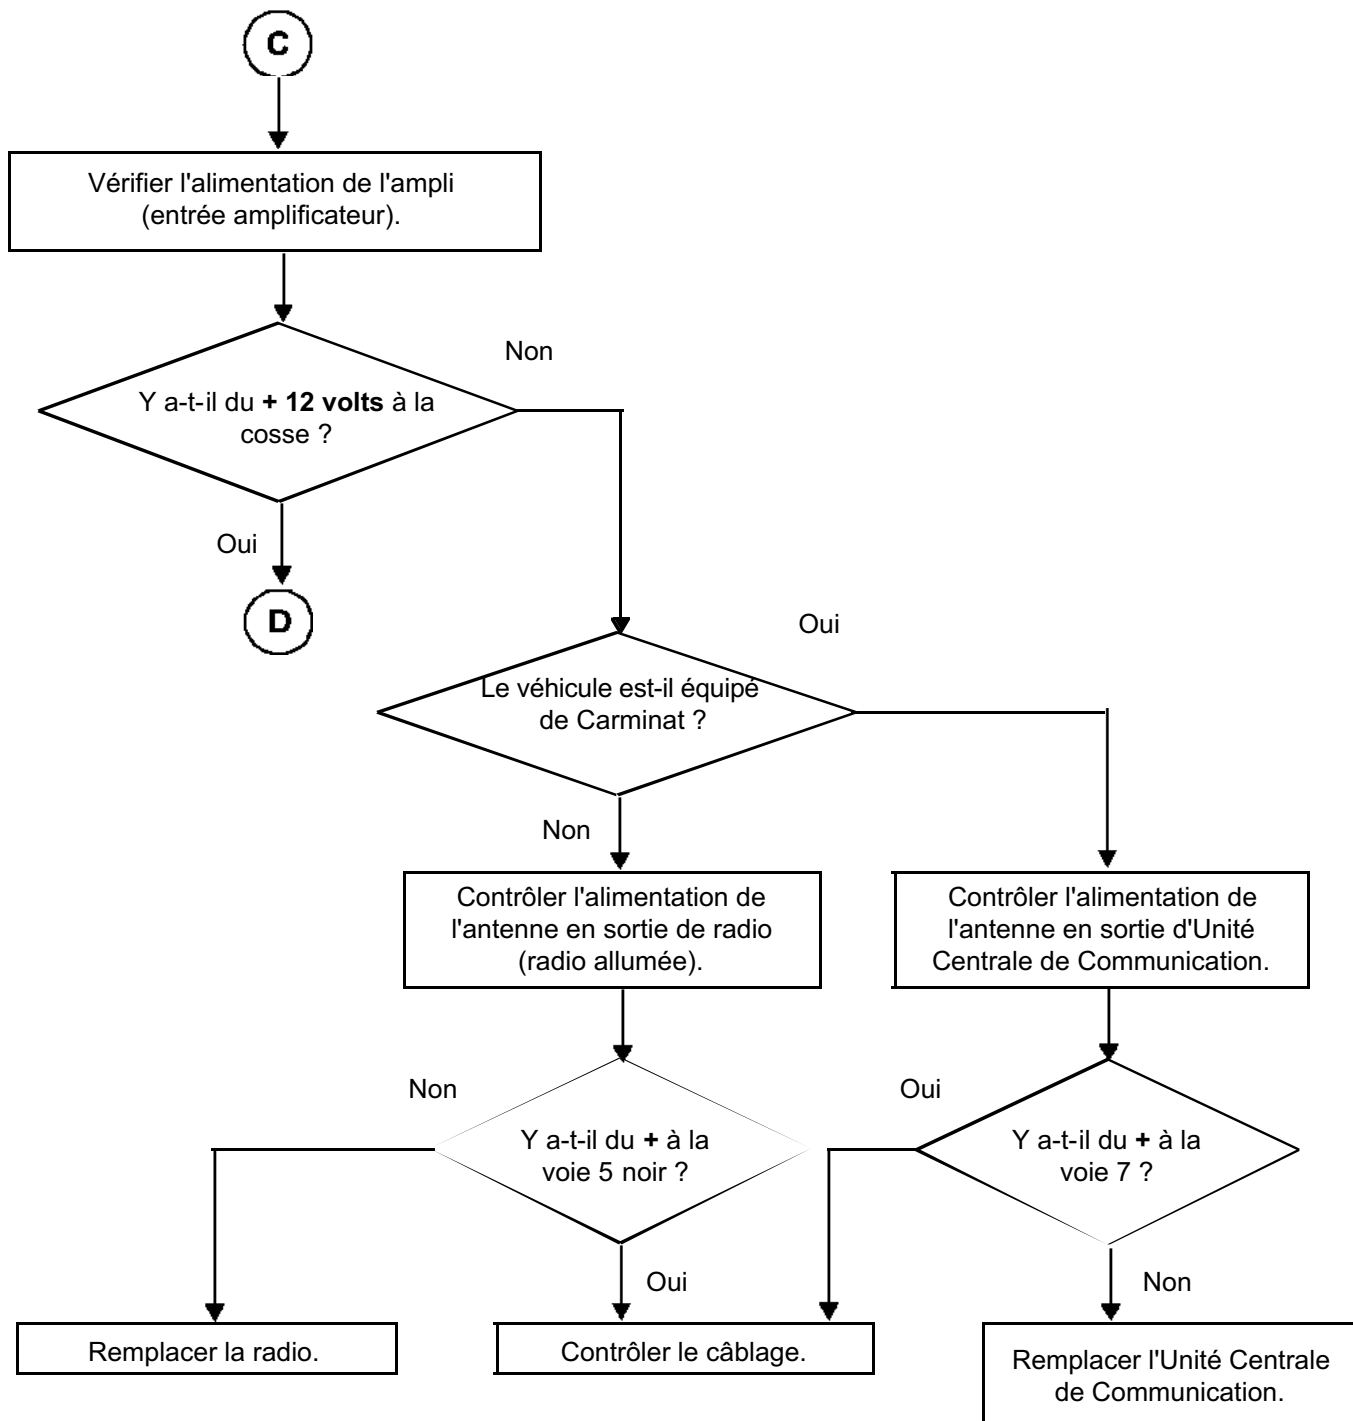 C
Vérifier l'alimentation de l'ampli
(entrée amplificateur).
Non
Y a-t-il du + 12 volts à la
cosse ?
Oui
D
Oui
Le véhicule est-il équipé
de Carminat ?
Non
Contrôler l'alimentation de
l'antenne en sortie de radio
(radio allumée).
Contrôler l'alimentation de
l'antenne en sortie d'Unité
Centrale de Communication.
Non
Y a-t-il du + à la
voie 5 noir ?
Oui
Oui
Y a-t-il du + à la
voie 7 ?
Non
Remplacer la radio.
Contrôler le câblage.
Remplacer l'Unité Centrale
de Communication.